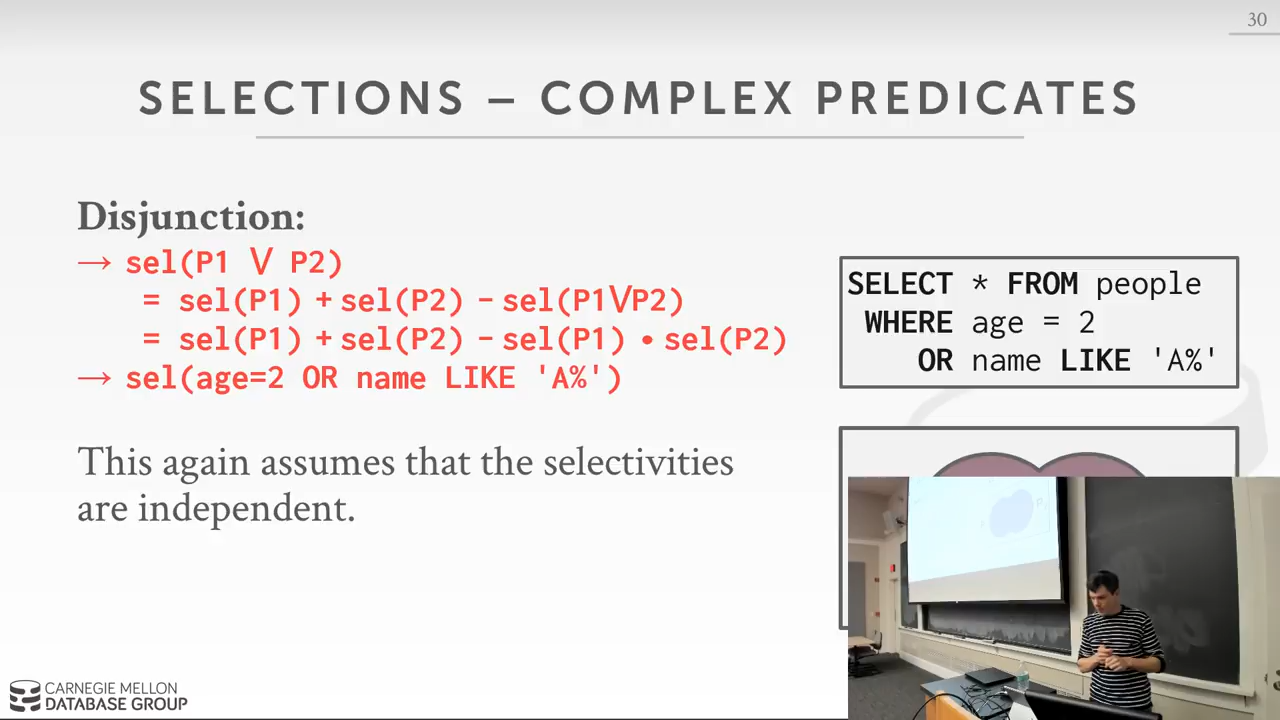 30
SELECTIONS – COMPLEX PREDICATES
Disjunction:
→ sel(P1 ⋁ P2)
= sel(P1) + sel(P2) – sel(P1⋁P2)
= sel(P1) + sel(P2) – sel(P1) • sel(P2)
→ sel(age=2 OR name LIKE 'A%')
This again assumes that the selectivities
are independent.
SELECT * FROM people
WHERE age = 2
OR name LIKE 'A%'
CARNEGIE MELLON
DATABASE GROUP